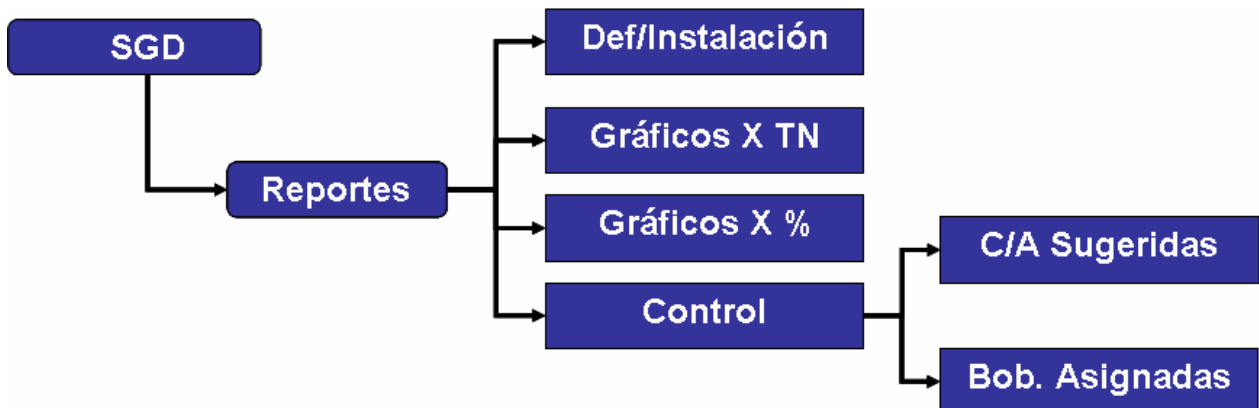 SGD
Reportes
Def/Instalación
Gráficos X TN
Gráficos X %
Control
C/A Sugeridas
Bob. Asignadas